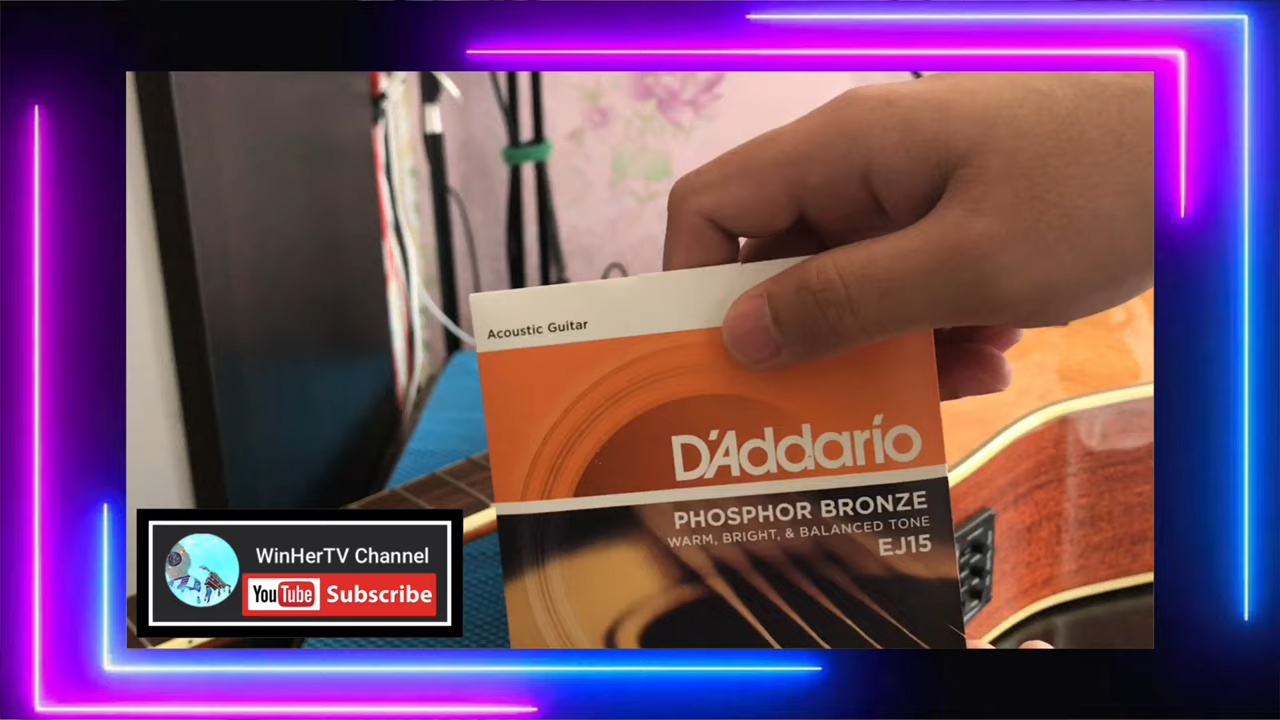 Acoustic Guitar
D'Addario
PHOSPHOR BRONZE
WARM, BRIGHT, & BALANCED TONE
EJ15
WinHerTV Channel
YouTube Subscribe